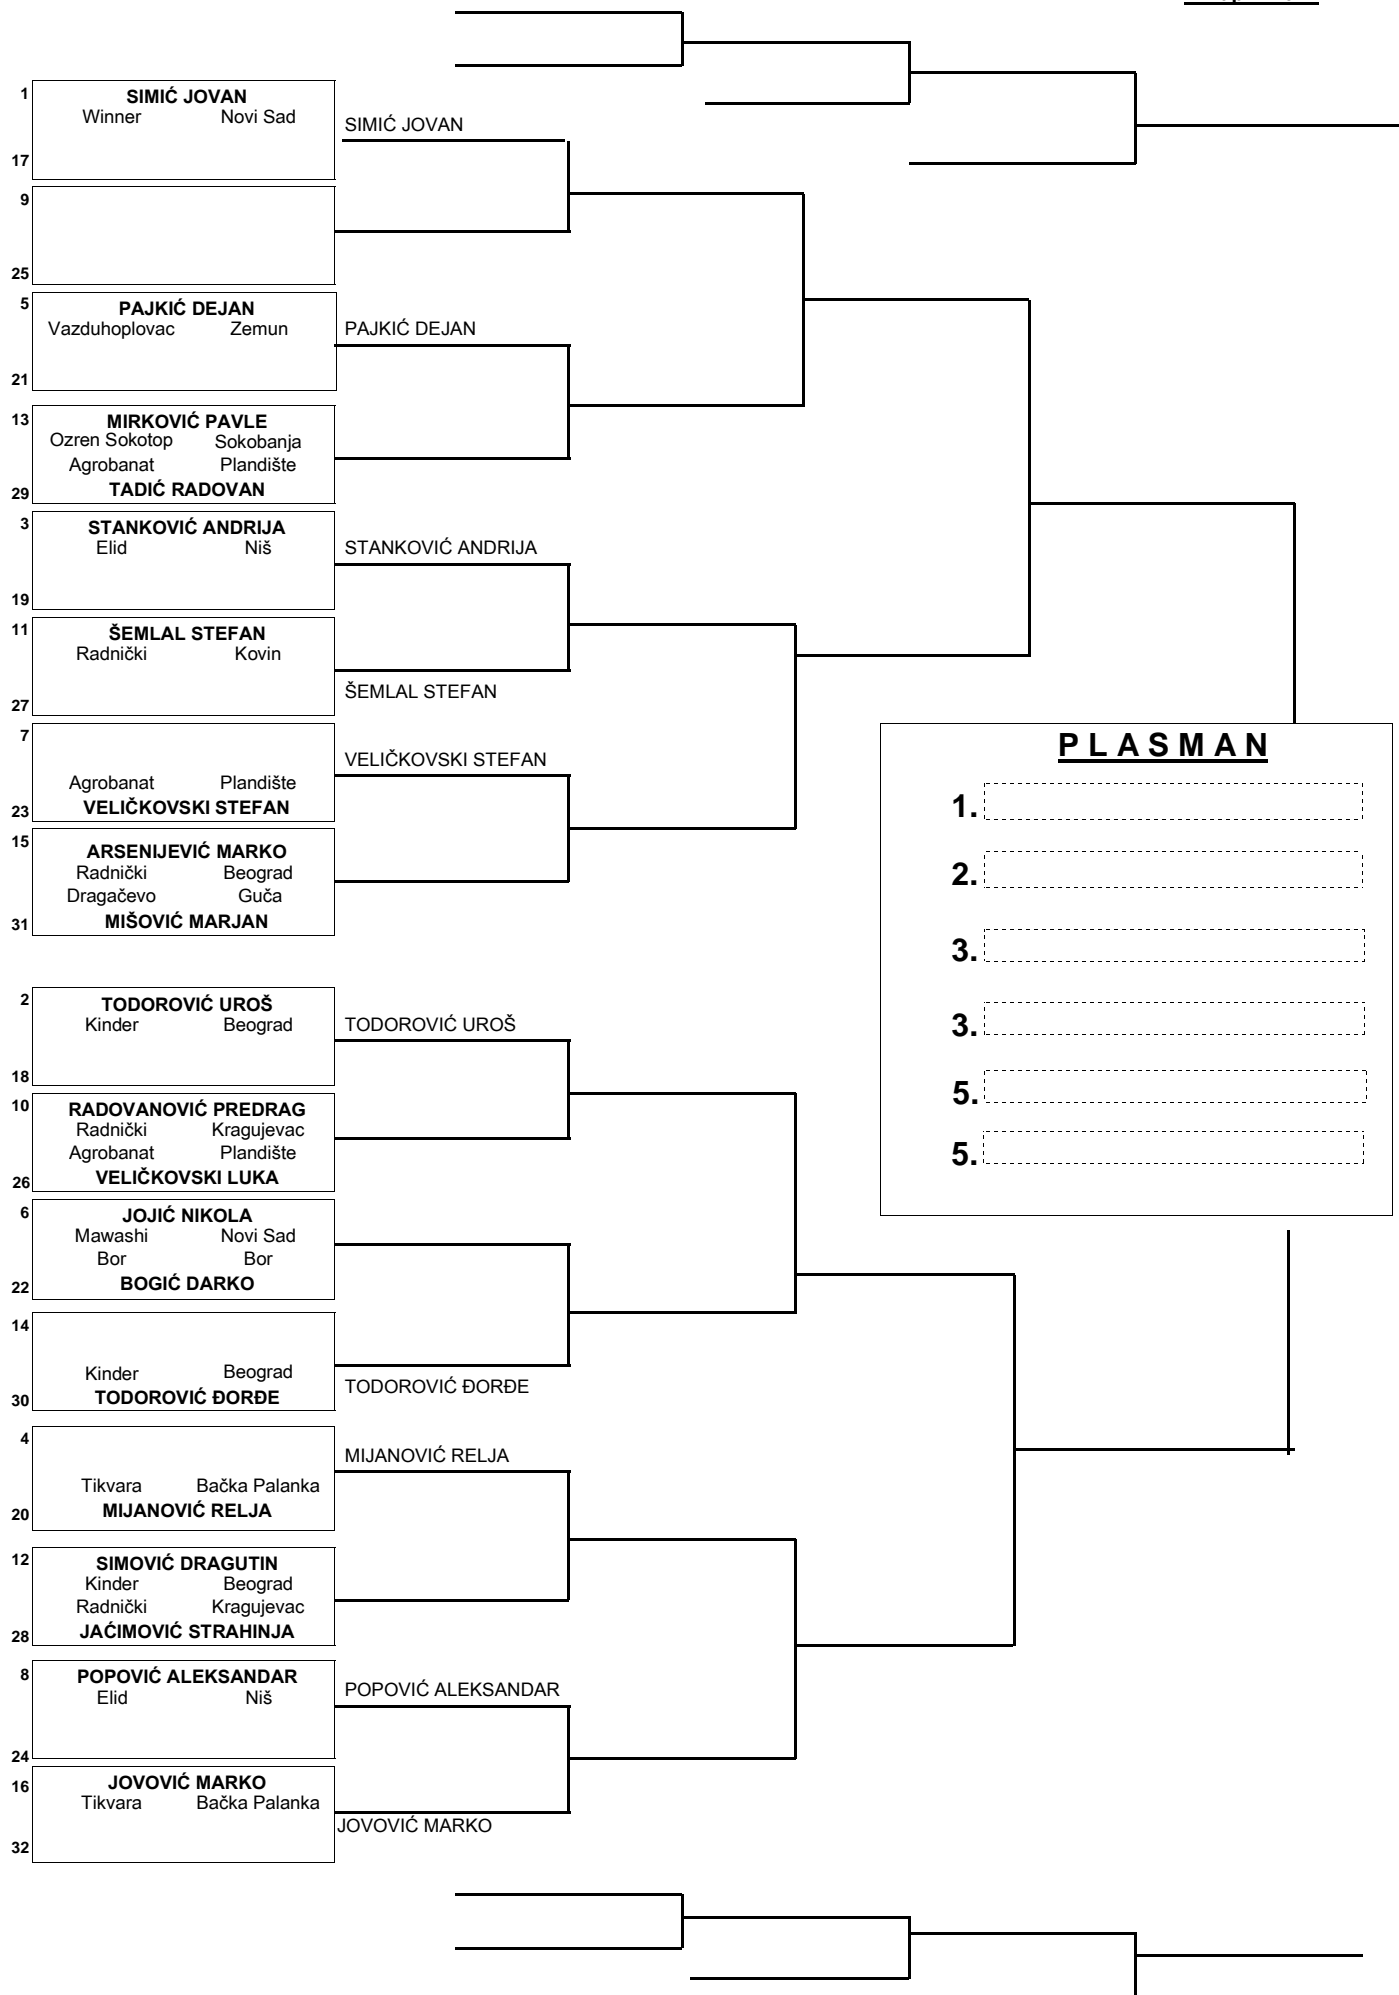 1
SIMIĆ JOVAN
Winner Novi Sad
SIMIĆ JOVAN
17
9
25
5
PAJKIĆ DEJAN
Vazduhoplovac Zemun
PAJKIĆ DEJAN
21
13
MIRKOVIĆ PAVLE
Ozren Sokotop Sokobanja
Agrobanat Plandište
29
TADIĆ RADOVAN
3
STANKOVIĆ ANDRIJA
Elid Niš
STANKOVIĆ ANDRIJA
19
11
ŠEMLAL STEFAN
Radnički Kovin
27
ŠEMLAL STEFAN
7
VELIČKOVSKI STEFAN
Agrobanat Plandište
23
VELIČKOVSKI STEFAN
15
ARSENIJEVIĆ MARKO
Radnički Beograd
Dragačevo Guča
31
MIŠOVIĆ MARJAN
PLASMAN
1.
2.
3.
3.
5.
5.
2
TODOROVIĆ UROŠ
Kinder Beograd
TODOROVIĆ UROŠ
18
10
RADOVANOVIĆ PREDRAG
Radnički Kragujevac
Agrobanat Plandište
26
VELIČKOVSKI LUKA
6
JOJIĆ NIKOLA
Mawashi Novi Sad
Bor Bor
22
BOGIĆ DARKO
14
Kinder Beograd
30
TODOROVIĆ ĐORĐE
TODOROVIĆ ĐORĐE
4
MIJANOVIĆ RELJA
Tikvara Bačka Palanka
20
MIJANOVIĆ RELJA
12
SIMOVIĆ DRAGUTIN
Kinder Beograd
Radnički Kragujevac
28
JAĆIMOVIĆ STRAHINJA
8
POPOVIĆ ALEKSANDAR
Elid Niš
POPOVIĆ ALEKSANDAR
24
16
JOVOVIĆ MARKO
Tikvara Bačka Palanka
JOVOVIĆ MARKO
32